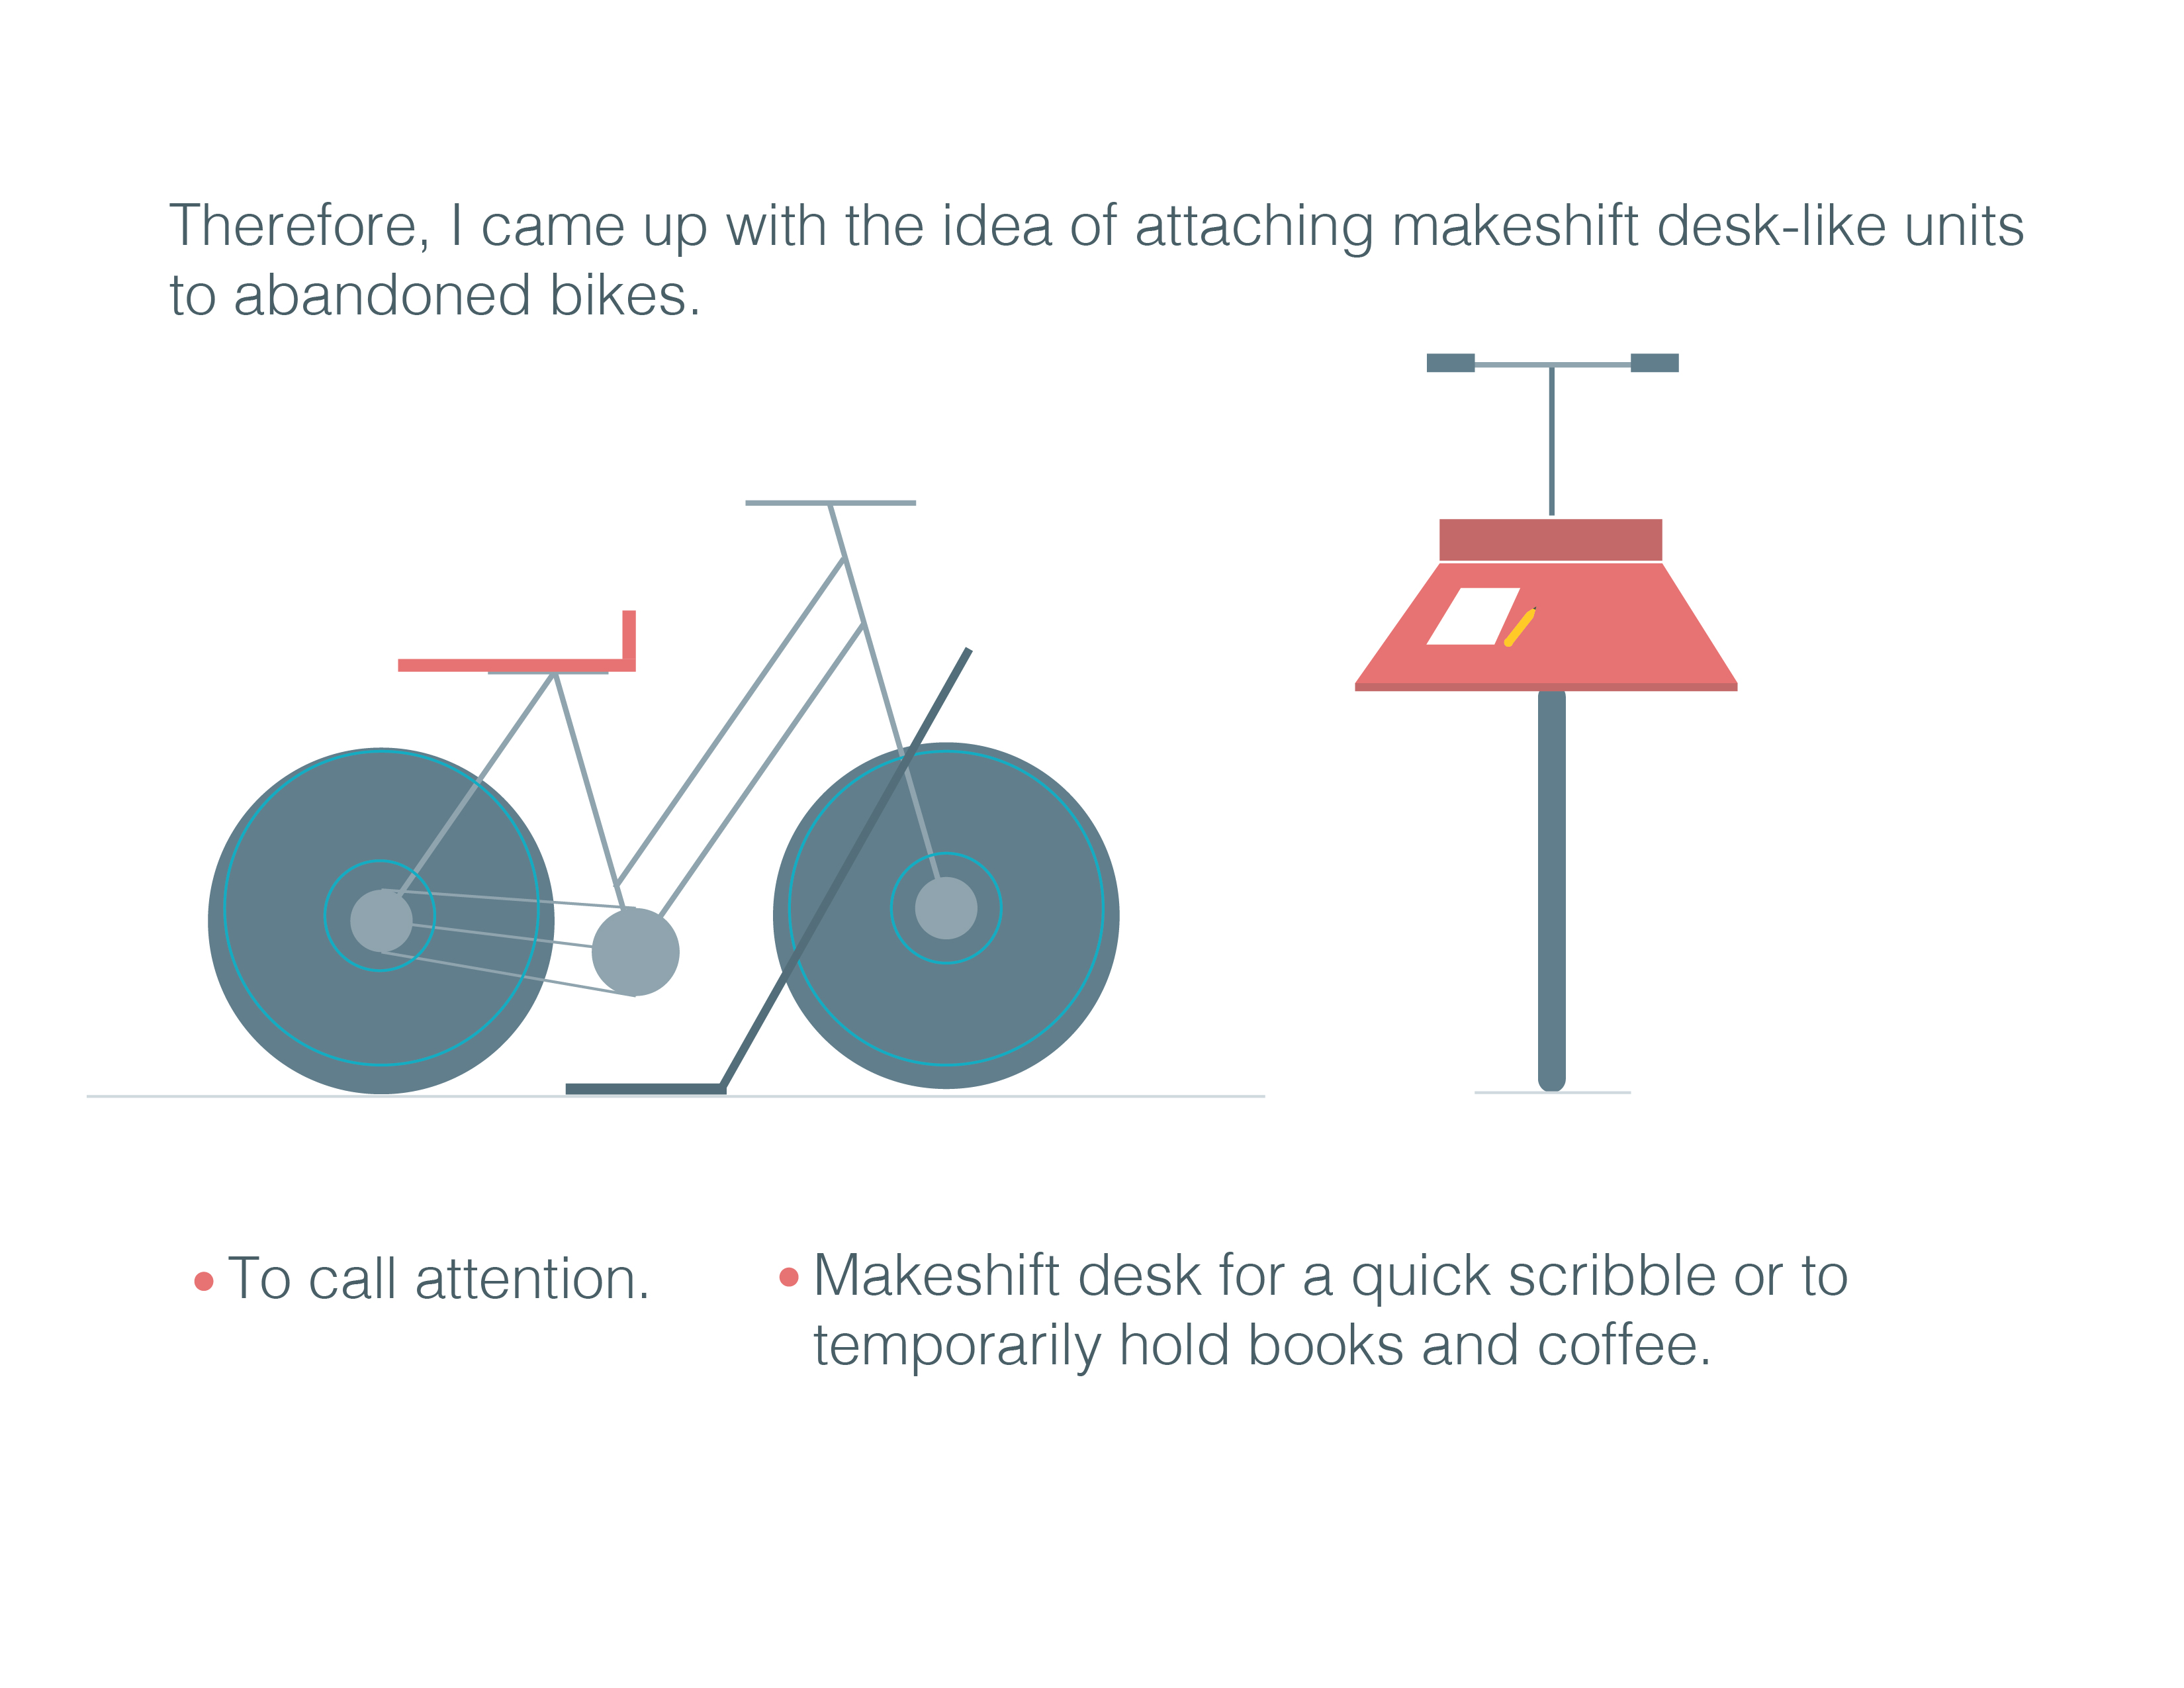 Therefore, I came up with the idea of attaching makeshift desk-like units
to abandoned bikes.
To call attention.
Makeshift desk for a quick scribble or to
temporarily hold books and coffee.